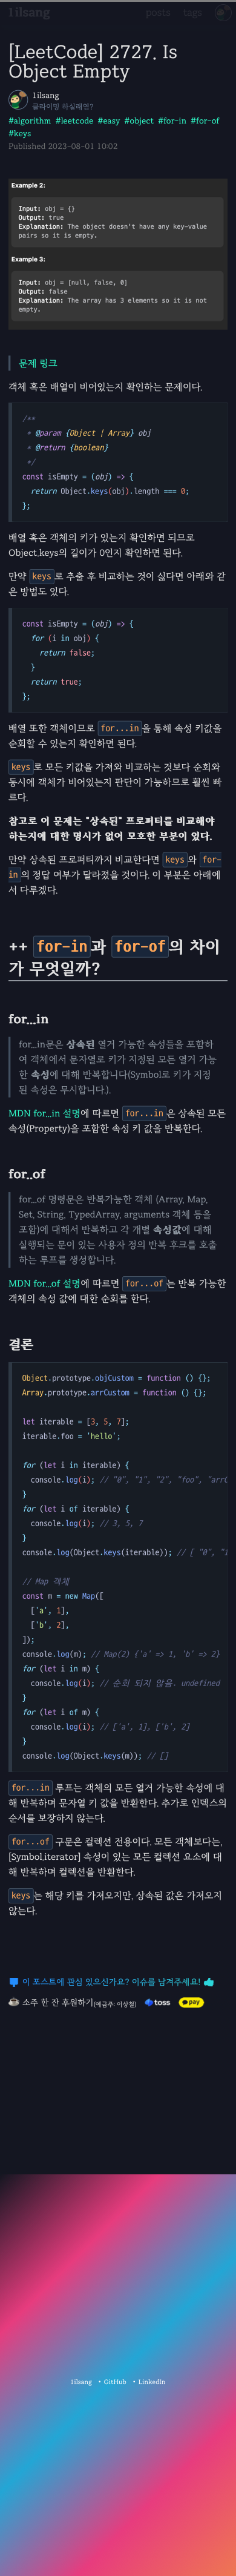 1ilsang
posts
tags
[LeetCode] 2727. Is
Object Empty
1ilsang
클라이밍 하실래염?
#algorithm #leetcode #easy #object #for-in #for-of
#keys
Published 2023-08-01 10:02
Example 2:
Input: obj = {}
Output: true
Explanation: The object doesn't have any key-value
pairs so it is empty.
Example 3:
Input: obj = [null, false, 0]
Output: false
Explanation: The array has 3 elements so it is not
empty.
문제 링크
객체 혹은 배열이 비어있는지 확인하는 문제이다.
/**
 * @param {Object | Array} obj
 * @return {boolean}
 */
const isEmpty = (obj) => {
  return Object.keys(obj).length === 0;
};
배열 혹은 객체의 키가 있는지 확인하면 되므로
Object.keys의 길이가 0인지 확인하면 된다.
만약 keys 로 추출 후 비교하는 것이 싫다면 아래와 같
은 방법도 있다.
const isEmpty = (obj) => {
  for (i in obj) {
    return false;
  }
  return true;
};
배열 또한 객체이므로 for...in 을 통해 속성 키값을
순회할 수 있는지 확인하면 된다.
keys 로 모든 키값을 가져와 비교하는 것보다 순회와
동시에 객체가 비어있는지 판단이 가능하므로 훨씬 빠
르다.
참고로 이 문제는 "상속된" 프로퍼티를 비교해야
하는지에 대한 명시가 없어 모호한 부분이 있다.
만약 상속된 프로퍼티까지 비교한다면 keys 와 for-
in 의 정답 여부가 달라졌을 것이다. 이 부분은 아래에
서 다루겠다.
++ for-in 과 for-of 의 차이
가 무엇일까?
for...in
for...in문은 상속된 열거 가능한 속성들을 포함하
여 객체에서 문자열로 키가 지정된 모든 열거 가능
한 속성에 대해 반복합니다(Symbol로 키가 지정
된 속성은 무시합니다.).
MDN for...in 설명에 따르면 for...in 은 상속된 모든
속성(Property)을 포함한 속성 키 값을 반복한다.
for..of
for...of 명령문은 반복가능한 객체 (Array, Map,
Set, String, TypedArray, arguments 객체 등을
포함)에 대해서 반복하고 각 개별 속성값에 대해
실행되는 문이 있는 사용자 정의 반복 후크를 호출
하는 루프를 생성합니다.
MDN for...of 설명에 따르면 for...of 는 반복 가능한
객체의 속성 값에 대한 순회를 한다.
결론
Object.prototype.objCustom = function () {};
Array.prototype.arrCustom = function () {};
let iterable = [3, 5, 7];
iterable.foo = 'hello';
for (let i in iterable) {
  console.log(i); // "0", "1", "2", "foo", "arrC
}
for (let i of iterable) {
  console.log(i); // 3, 5, 7
}
console.log(Object.keys(iterable)); // [ "0", "1
// Map 객체
const m = new Map([
  ['a', 1],
  ['b', 2],
]);
console.log(m); // Map(2) {'a' => 1, 'b' => 2}
for (let i in m) {
  console.log(i); // 순회 되지 않음. undefined
}
for (let i of m) {
  console.log(i); // ['a', 1], ['b', 2]
}
console.log(Object.keys(m)); // []
for...in 루프는 객체의 모든 열거 가능한 속성에 대
해 반복하며 문자열 키 값을 반환한다. 추가로 인덱스의
순서를 보장하지 않는다.
for...of 구문은 컬렉션 전용이다. 모든 객체보다는,
[Symbol.iterator] 속성이 있는 모든 컬렉션 요소에 대
해 반복하며 컬렉션을 반환한다.
keys 는 해당 키를 가져오지만, 상속된 값은 가져오지
않는다.
이 포스트에 관심 있으신가요? 이슈를 남겨주세요!
소주 한 잔 후원하기(예금주: 이상철) toss pay
1ilsang • GitHub • LinkedIn